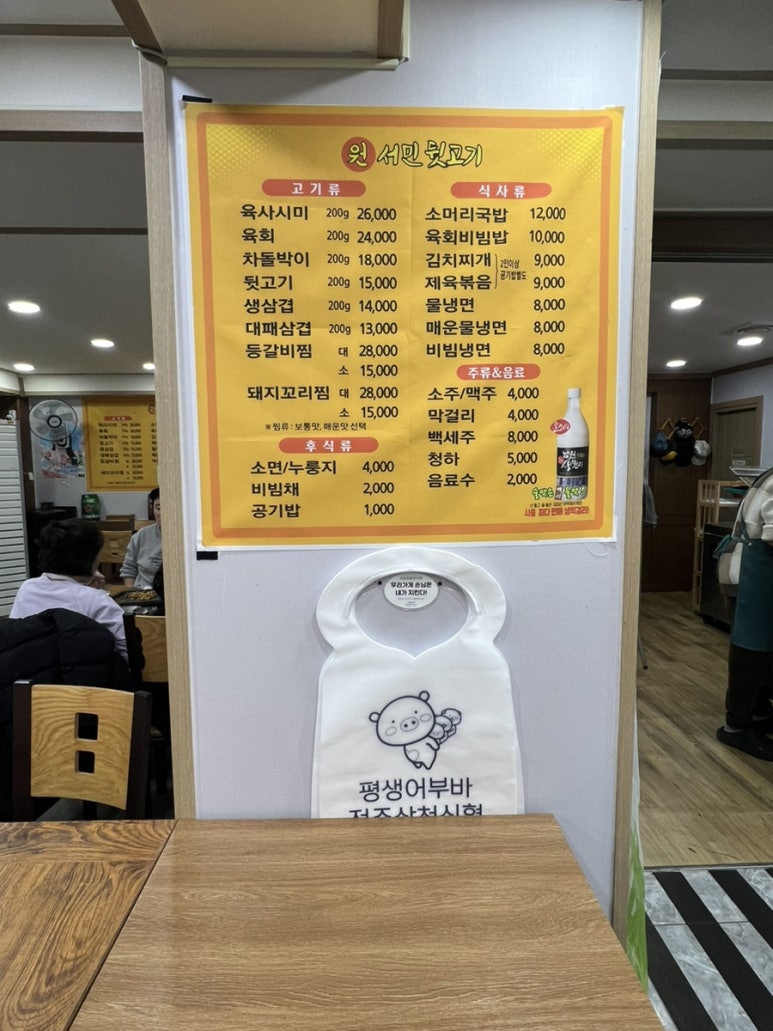 원 서민 뒷고기
고기류
육사시미 200g 26,000
육회 200g 24,000
차돌박이 200g 18,000
뒷고기 200g 15,000
생삼겹 200g 14,000
대패삼겹 200g 13,000
등갈비찜 대 28,000
소 15,000
돼지꼬리찜 대 28,000
소 15,000
※ 찜류 : 보통맛, 매운맛 선택
후식류
소면/누룽지 4,000
비빔채 2,000
공기밥 1,000
식사류
소머리국밥 12,000
육회비빔밥 10,000
김치찌개 9,000
제육볶음 9,000
2인이상
공기밥별도
물냉면 8,000
매운물냉면 8,000
비빔냉면 8,000
주류&음료
소주/맥주 4,000
막걸리 4,000
백세주 8,000
청하 5,000
음료수 2,000
생막걸리!
우리가게 손님은
내가 지킨다!
평생어부바
전주삼천신협